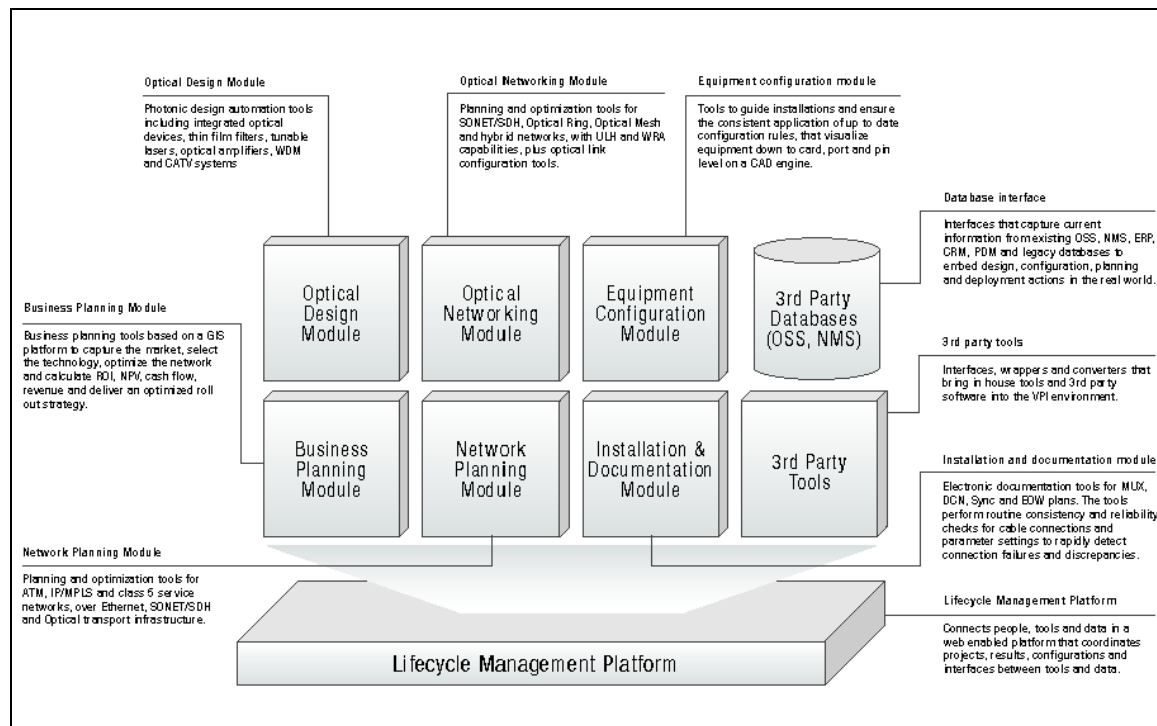 Optical Design Module
Photonic design automation tools
including integrated optical
devices, thin film filters, tunable
lasers, optical amplifiers, WDM
and CATV systems
Optical Networking Module
Planning and optimization tools for
SONET/SDH, Optical Ring, Optical Mesh
and hybrid networks, with ULH and WRA
capabilities, plus optical link
configuration tools.
Equipment configuration module
Tools to guide installations and ensure
the consistent application of up to date
configuration rules, that visualize
equipment down to card, port and pin
level on a CAD engine.
Database interface
Interfaces that capture current
information from existing OSS, NMS, ERP,
CRM, PDM and legacy databases to
embed design, configuration, planning
and deployment actions in the real world.
Business Planning Module
Business planning tools based on a GIS
platform to capture the market, select
the technology, optimize the network
and calculate ROI, NPV, cash flow,
revenue and deliver an optimized roll
out strategy.
Optical
Design
Module
Optical
Networking
Module
Equipment
Configuration
Module
3rd Party
Databases
(OSS, NMS)
3rd party tools
Interfaces, wrappers and converters that
bring in house tools and 3rd party
software into the VPI environment.
Business
Planning
Module
Network
Planning
Module
Installation &
Documentation
Module
3rd Party
Tools
Installation and documentation module
Electronic documentation tools for MUX,
DCN, Sync and EOW plans. The tools
perform routine consistency and reliability
checks for cable connections and
parameter settings to rapidly detect
connection failures and discrepancies.
Network Planning Module
Planning and optimization tools for
ATM, IP/MPLS and class 5 service
networks, over Ethernet, SONET/SDH
and Optical transport infrastructure.
Lifecycle Management Platform
Connects people, tools and data in a
web enabled platform that coordinates
projects, results, configurations and
interfaces between tools and data.
Lifecycle Management Platform